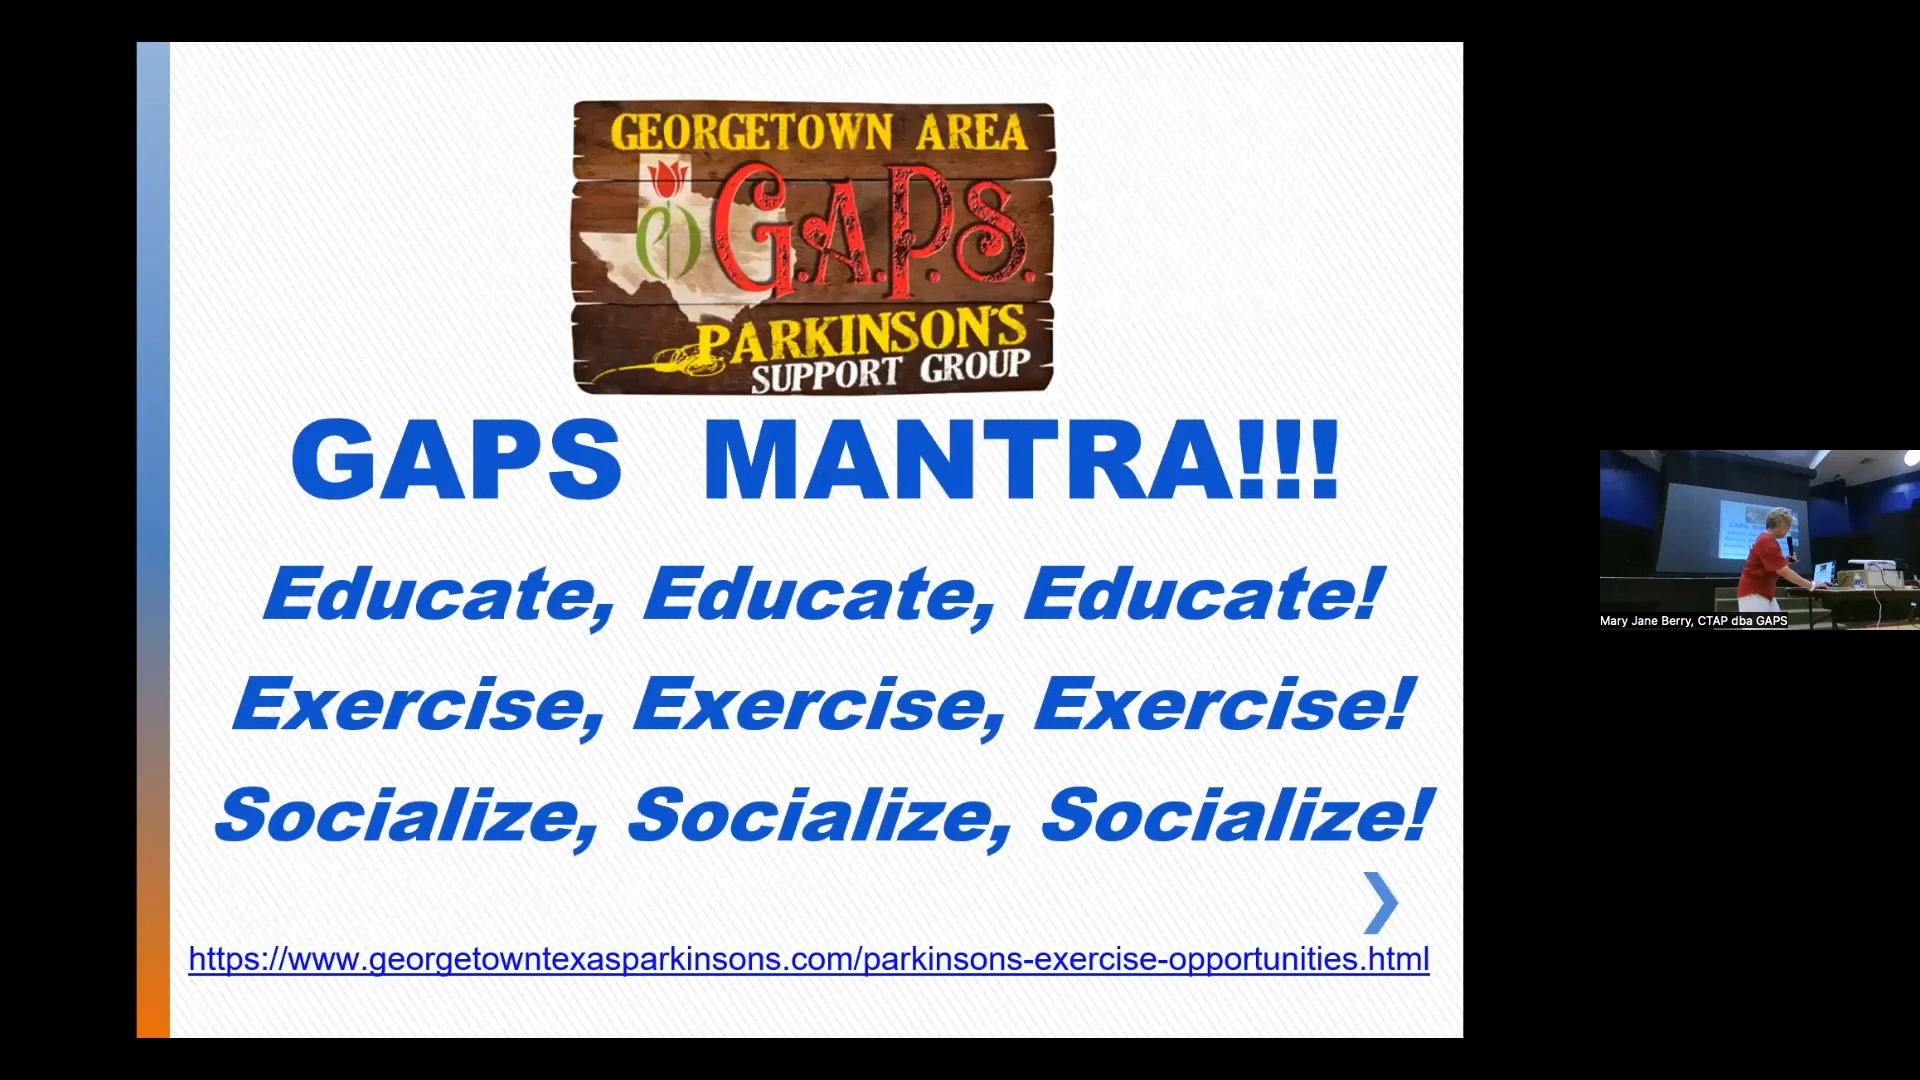 GEORGETOWN AREA
G.A.P.S.
PARKINSON'S
SUPPORT GROUP
GAPS MANTRA!!!
Educate, Educate, Educate!
Exercise, Exercise, Exercise!
Socialize, Socialize, Socialize!
https://www.georgetowntexasparkinsons.com/parkinsons-exercise-opportunities.html
Mary Jane Berry, CTAP dba GAPS